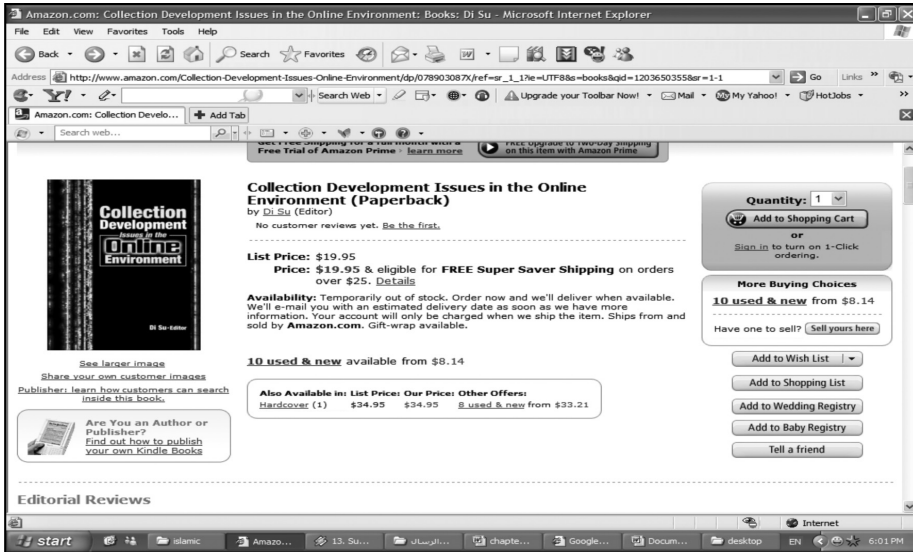 Amazon.com: Collection Development Issues in the Online Environment: Books: Di Su - Microsoft Internet Explorer
File Edit View Favorites Tools Help
Back Search Favorites
Address http://www.amazon.com/Collection-Development-Issues-Online-Environment/dp/078903087X/ref=sr_1_1?ie=UTF8&s=books&qid=1203650355&sr=1-1 Go Links »
Y! Search Web Upgrade your Toolbar Now! Mail My Yahoo! HotJobs »
Amazon.com: Collection Develo... Add Tab
Search web...
Get Free Shipping for a full month with a
Free Trial of Amazon Prime learn more
FREE Upgrade to Two-Day Shipping
on this item with Amazon Prime
Collection
Development
Issues in the
Online
Environment
Di Su-Editor
See larger image
Share your own customer images
Publisher: learn how customers can search
inside this book.
Are You an Author or
Publisher?
Find out how to publish
your own Kindle Books
Collection Development Issues in the Online
Environment (Paperback)
by Di Su (Editor)
No customer reviews yet. Be the first.
List Price: $19.95
Price: $19.95 & eligible for FREE Super Saver Shipping on orders
over $25. Details
Availability: Temporarily out of stock. Order now and we'll deliver when available.
We'll e-mail you with an estimated delivery date as soon as we have more
information. Your account will only be charged when we ship the item. Ships from and
sold by Amazon.com. Gift-wrap available.
10 used & new available from $8.14
Also Available in: List Price: Our Price: Other Offers:
Hardcover (1) $34.95 $34.95 8 used & new from $33.21
Quantity: 1
Add to Shopping Cart
or
Sign in to turn on 1-Click
ordering.
More Buying Choices
10 used & new from $8.14
Have one to sell? Sell yours here
Add to Wish List
Add to Shopping List
Add to Wedding Registry
Add to Baby Registry
Tell a friend
Editorial Reviews
Internet
start islamic Amazo... 13. Su... الرسال... chapte... Google... Docum... desktop EN 6:01 PM